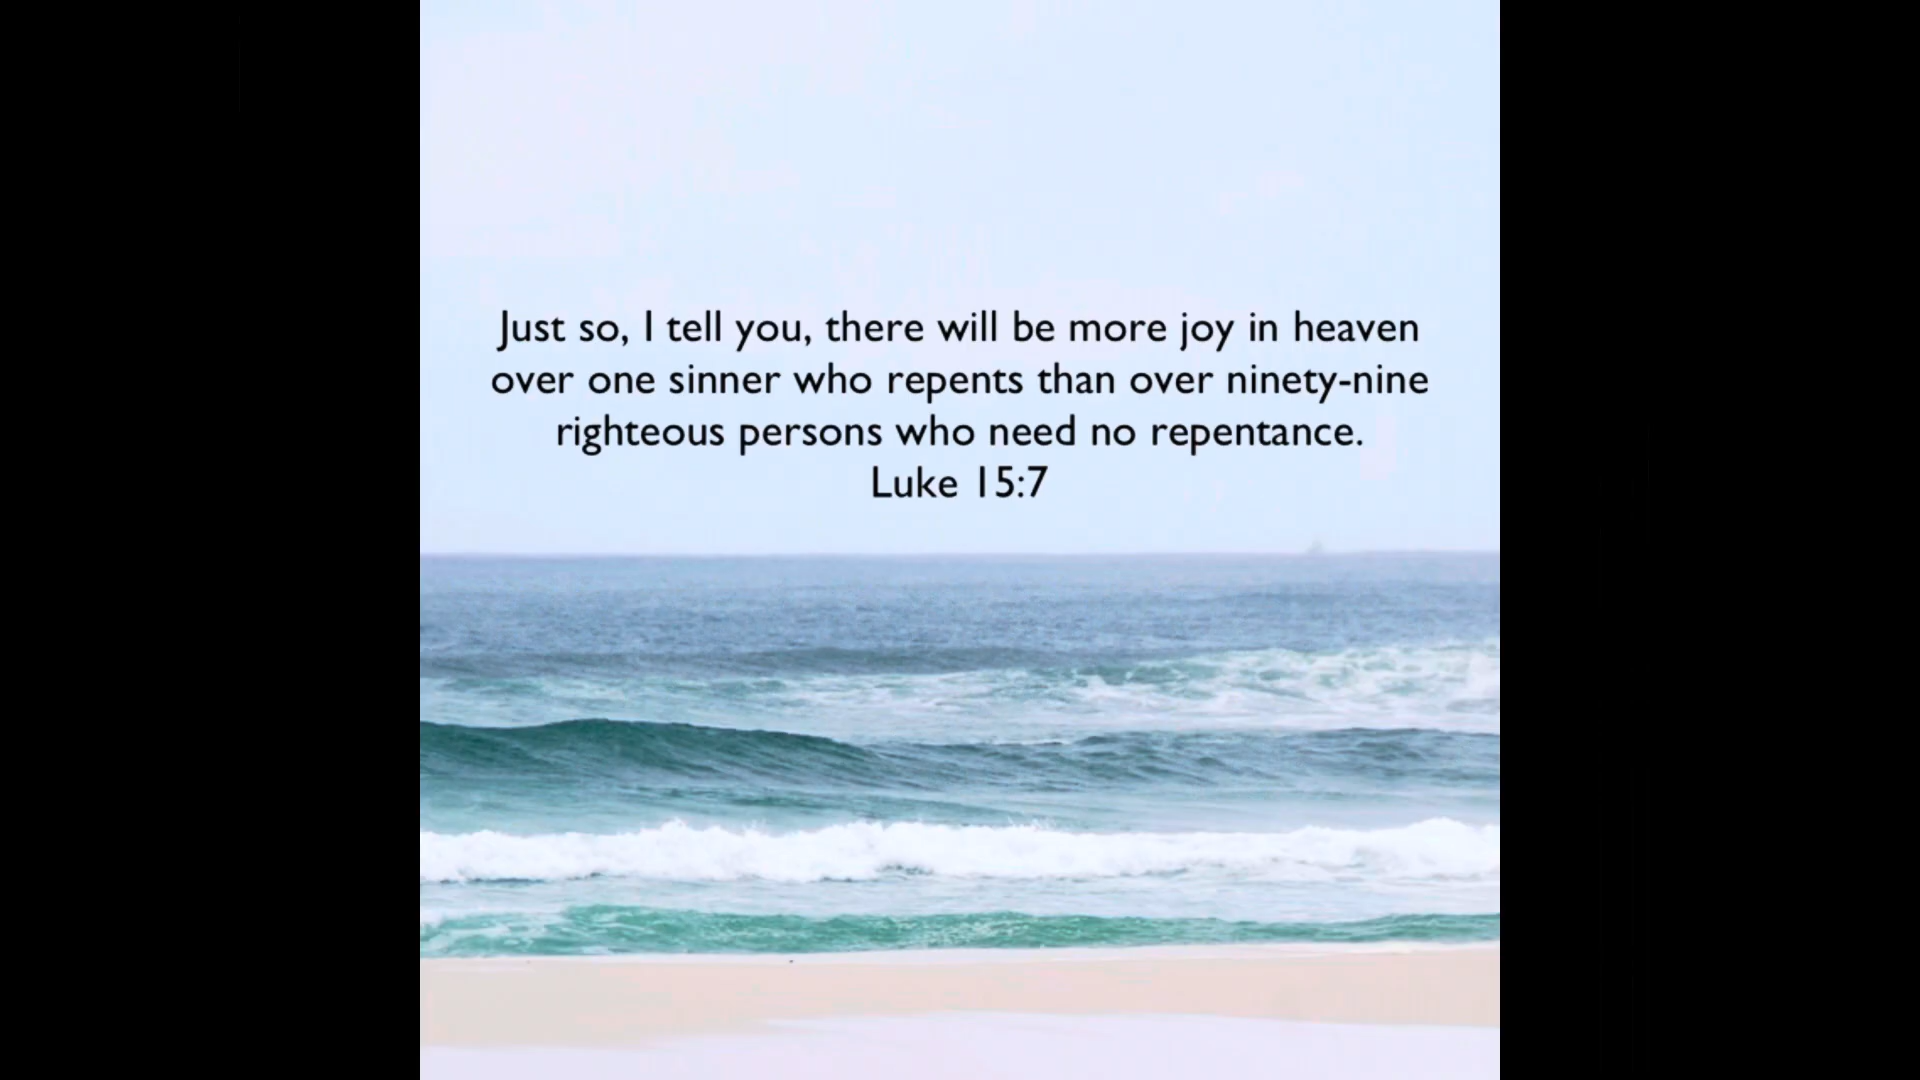 Just so, I tell you, there will be more joy in heaven
over one sinner who repents than over ninety-nine
righteous persons who need no repentance.
Luke 15:7